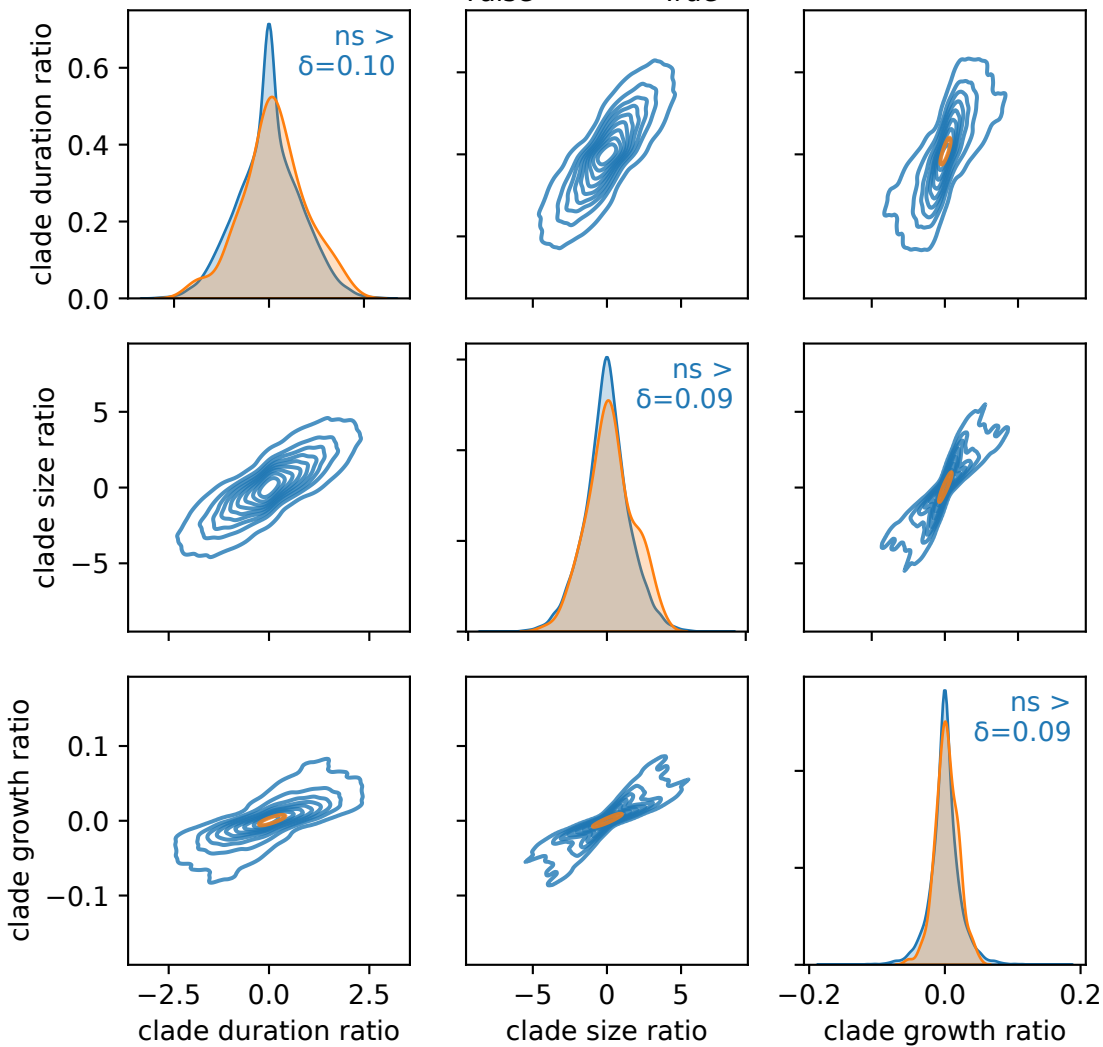 clade duration ratio
0.6
0.4
0.2
0.0
ns >
δ=0.10
clade size ratio
5
0
−5
ns >
δ=0.09
clade growth ratio
0.1
0.0
−0.1
ns >
δ=0.09
−2.5 0.0 2.5
clade duration ratio
−5 0 5
clade size ratio
−0.2 0.0 0.2
clade growth ratio